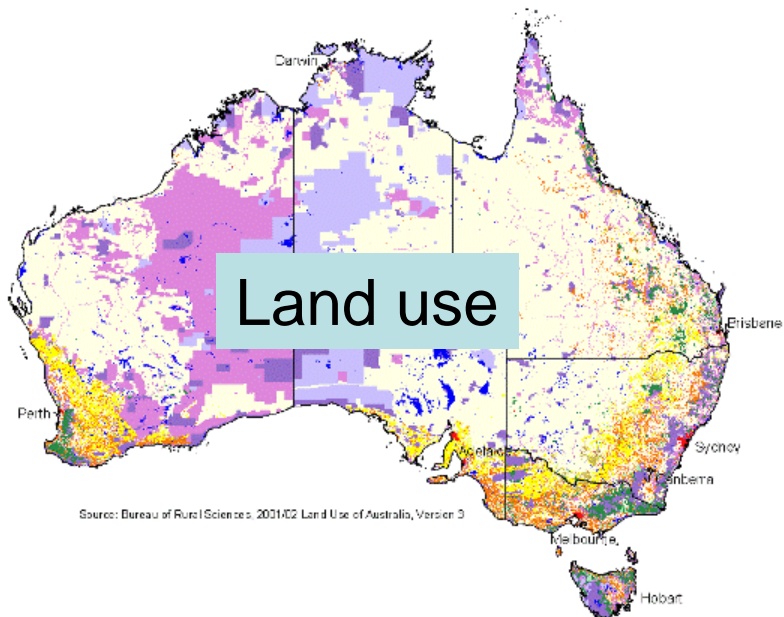 Darwin
Land use
Brisbane
Perth
Adelaide
Sydney
Canberra
Source: Bureau of Rural Sciences, 2001/02 Land Use of Australia, Version 3
Melbourne
Hobart